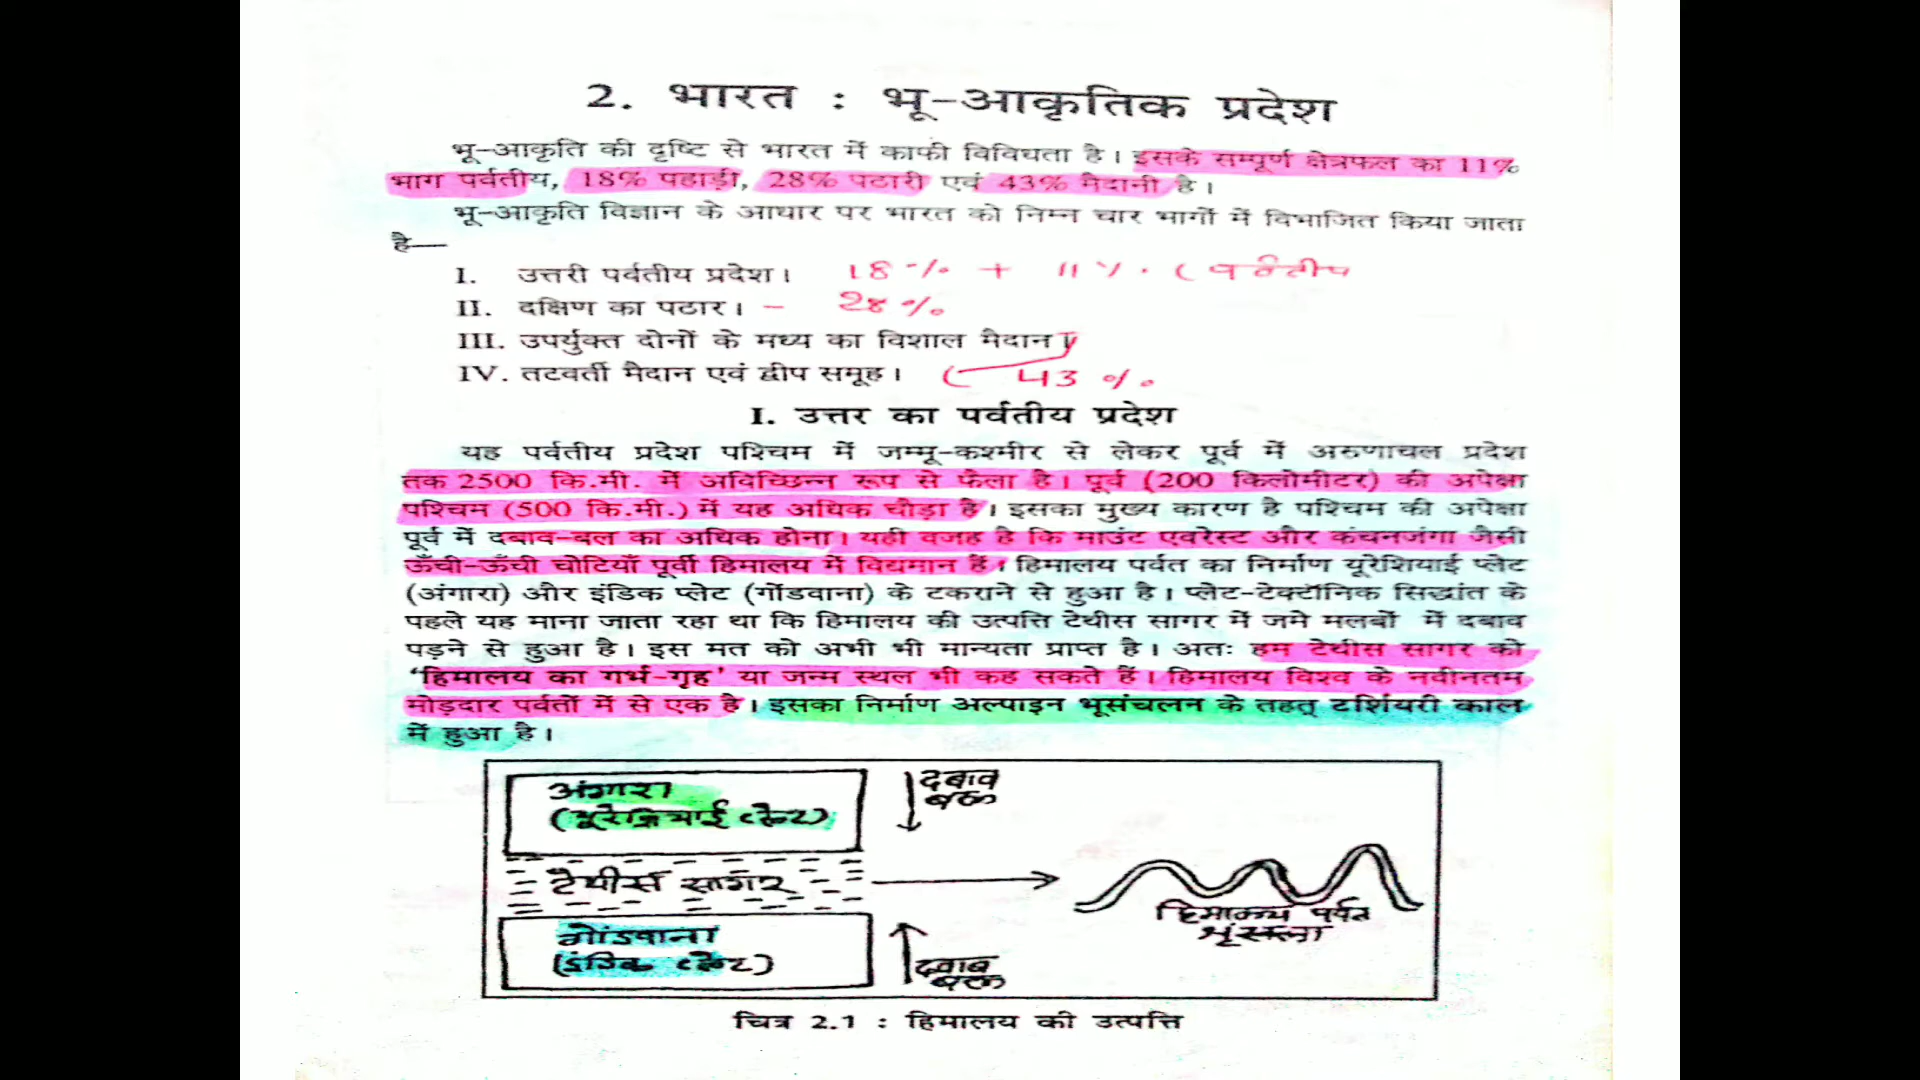 2. भारत : भू-आकृतिक प्रदेश
भू-आकृति की दृष्टि से भारत में काफी विविधता है। इसके सम्पूर्ण क्षेत्रफल का 11%
भाग पर्वतीय, 18% पहाड़ी, 28% पठारी एवं 43% मैदानी है।
भू-आकृति विज्ञान के आधार पर भारत को निम्न चार भागों में विभाजित किया जाता
है—
I. उत्तरी पर्वतीय प्रदेश। 18% + 11%. (पर्वतीय
II. दक्षिण का पठार। - 28%
III. उपर्युक्त दोनों के मध्य का विशाल मैदान।
IV. तटवर्ती मैदान एवं द्वीप समूह। 43%
I. उत्तर का पर्वतीय प्रदेश
यह पर्वतीय प्रदेश पश्चिम में जम्मू-कश्मीर से लेकर पूर्व में अरुणाचल प्रदेश
तक 2500 कि.मी. में अविच्छिन्न रूप से फैला है। पूर्व (200 किलोमीटर) की अपेक्षा
पश्चिम (500 कि.मी.) में यह अधिक चौड़ा है। इसका मुख्य कारण है पश्चिम की अपेक्षा
पूर्व में दबाव-बल का अधिक होना। यही वजह है कि माउंट एवरेस्ट और कंचनजंगा जैसी
ऊँची-ऊँची चोटियाँ पूर्वी हिमालय में विद्यमान हैं। हिमालय पर्वत का निर्माण यूरेशियाई प्लेट
(अंगारा) और इंडिक प्लेट (गोंडवाना) के टकराने से हुआ है। प्लेट-टेक्टॉनिक सिद्धांत के
पहले यह माना जाता रहा था कि हिमालय की उत्पत्ति टेथीस सागर में जमे मलबों में दबाव
पड़ने से हुआ है। इस मत को अभी भी मान्यता प्राप्त है। अतः हम टेथीस सागर को
'हिमालय का गर्भ-गृह' या जन्म स्थल भी कह सकते हैं। हिमालय विश्व के नवीनतम
मोड़दार पर्वतों में से एक है। इसका निर्माण अल्पाइन भूसंचलन के तहत् टर्शियरी काल
में हुआ है।
अंगारा
(यूरेशियाई प्लेट)
दबाव
बल
टेथीस सागर
हिमालय पर्वत
श्रृंखला
गोंडवाना
(इंडिक प्लेट)
दबाव
बल
चित्र 2.1 : हिमालय की उत्पत्ति